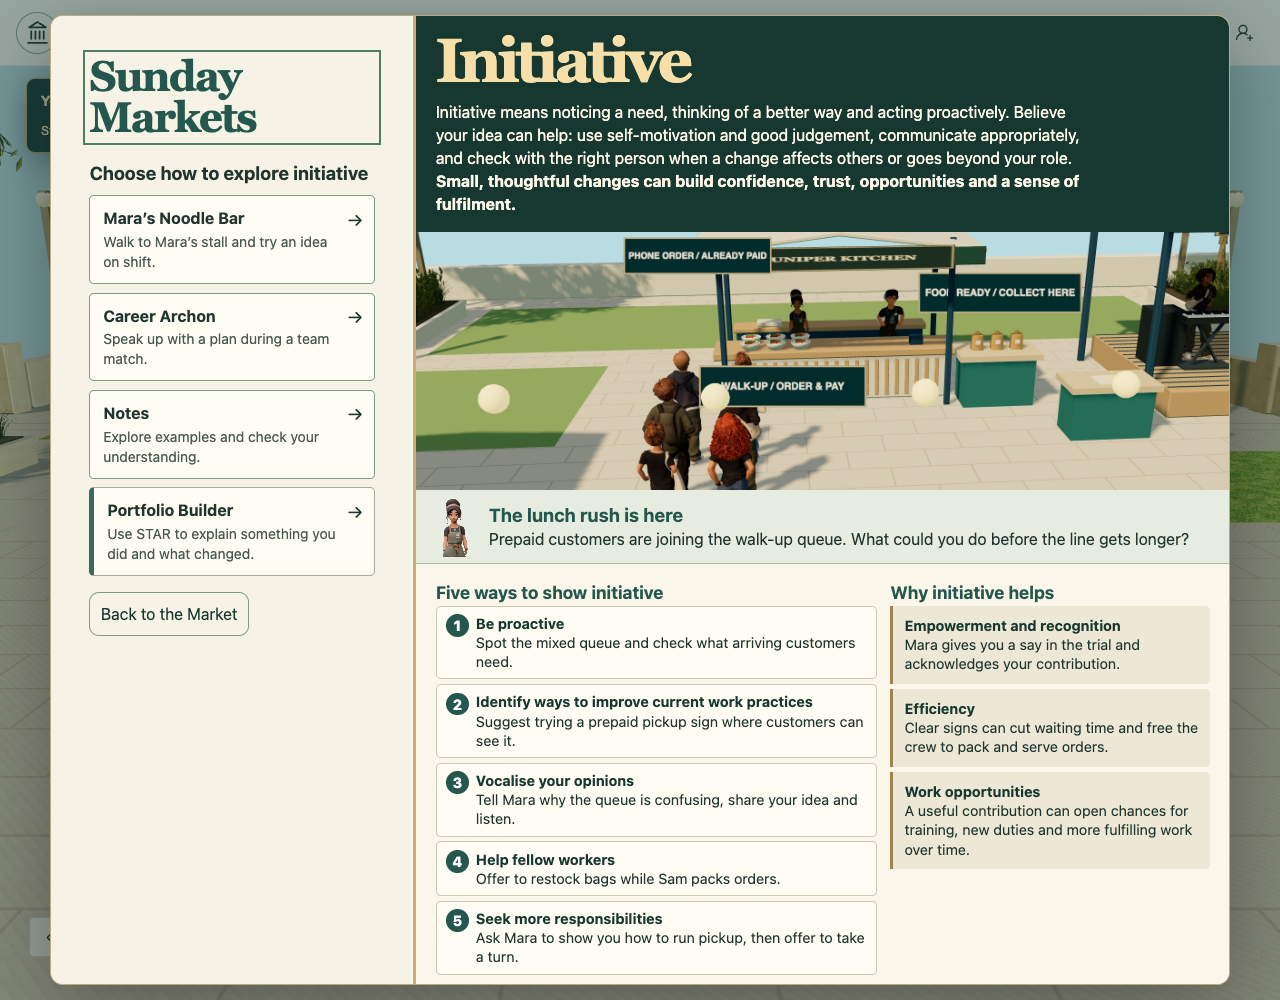 Sunday
Markets
Choose how to explore initiative
Mara’s Noodle Bar
→
Walk to Mara’s stall and try an idea
on shift.
Career Archon
→
Speak up with a plan during a team
match.
Notes
→
Explore examples and check your
understanding.
Portfolio Builder
→
Use STAR to explain something you
did and what changed.
Back to the Market
Initiative
Initiative means noticing a need, thinking of a better way and acting proactively. Believe
your idea can help: use self-motivation and good judgement, communicate appropriately,
and check with the right person when a change affects others or goes beyond your role.
Small, thoughtful changes can build confidence, trust, opportunities and a sense of
fulfilment.
PHONE ORDER / ALREADY PAID
UNIPER KITCHEN
FOOD READY / COLLECT HERE
WALK-UP / ORDER & PAY
The lunch rush is here
Prepaid customers are joining the walk-up queue. What could you do before the line gets longer?
Five ways to show initiative
1 Be proactive
Spot the mixed queue and check what arriving customers
need.
2 Identify ways to improve current work practices
Suggest trying a prepaid pickup sign where customers can
see it.
3 Vocalise your opinions
Tell Mara why the queue is confusing, share your idea and
listen.
4 Help fellow workers
Offer to restock bags while Sam packs orders.
5 Seek more responsibilities
Ask Mara to show you how to run pickup, then offer to take
a turn.
Why initiative helps
Empowerment and recognition
Mara gives you a say in the trial and
acknowledges your contribution.
Efficiency
Clear signs can cut waiting time and free the
crew to pack and serve orders.
Work opportunities
A useful contribution can open chances for
training, new duties and more fulfilling work
over time.